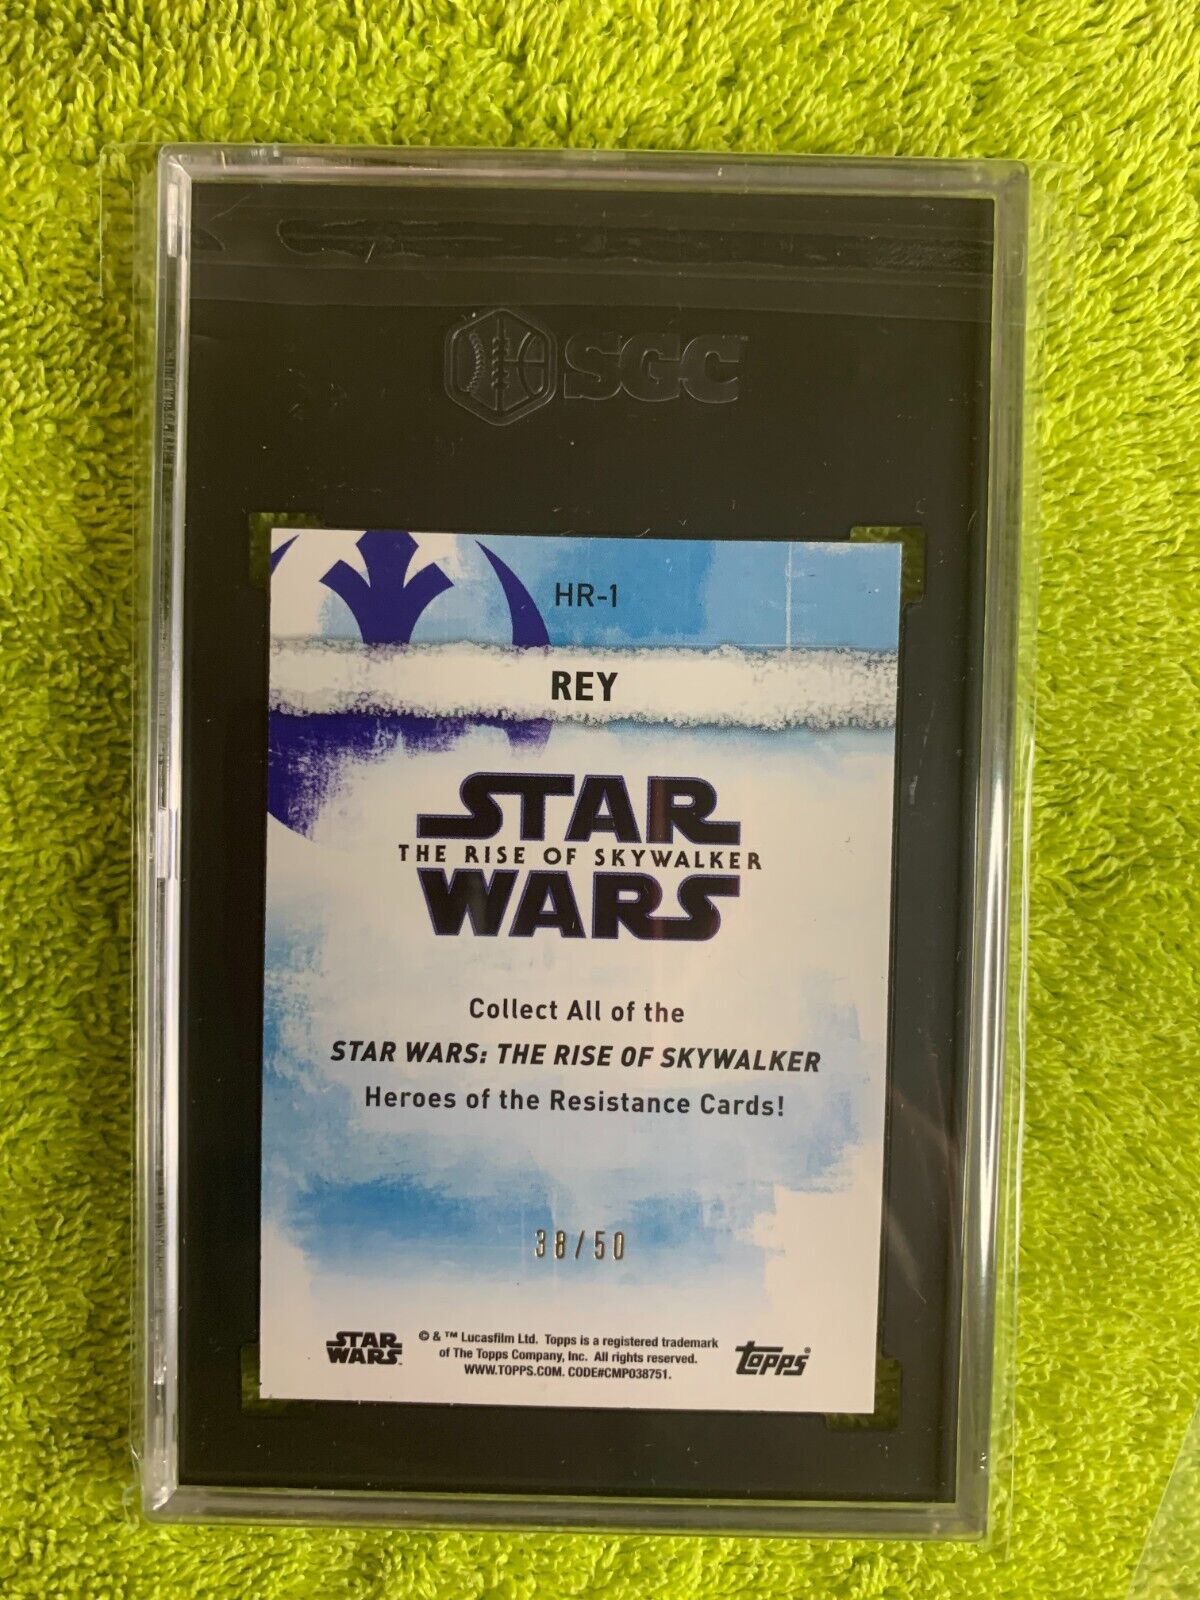 SGC
HR-1
REY
STAR
THE RISE OF SKYWALKER
WARS
Collect All of the
STAR WARS: THE RISE OF SKYWALKER
Heroes of the Resistance Cards!
38/50
STAR
WARS
© & ™ Lucasfilm Ltd. Topps is a registered trademark
of The Topps Company, Inc. All rights reserved.
WWW.TOPPS.COM. CODE#CMP038751.
topps®